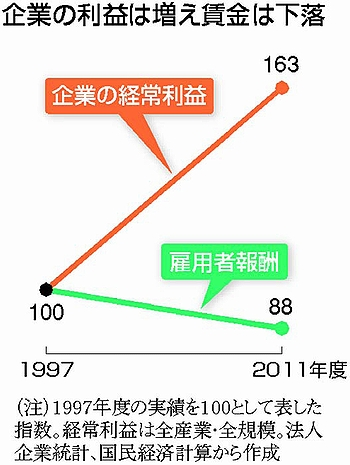 企業の利益は増え賃金は下落
163
企業の経常利益
雇用者報酬
100
88
1997
2011年度
(注)1997年度の実績を100として表した
指数。経常利益は全産業・全規模。法人
企業統計、国民経済計算から作成